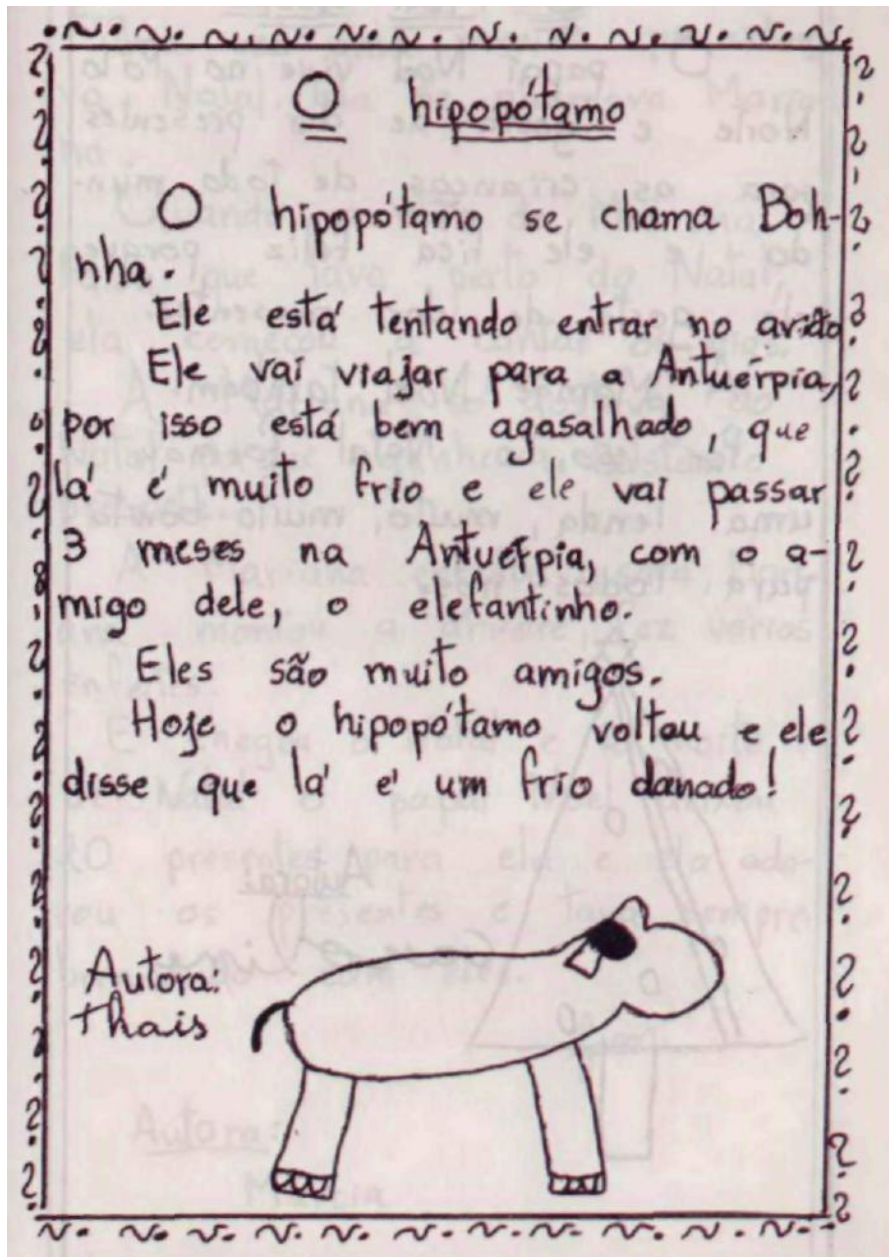 O hipopótamo
O hipopótamo se chama Boh-
nha.
Ele está tentando entrar no avião
Ele vai viajar para a Antuérpia,
por isso está bem agasalhado, que
lá é muito frio e ele vai passar
3 meses na Antuérpia, com o a-
migo dele, o elefantinho.
Eles são muito amigos.
Hoje o hipopótamo voltou e ele
disse que lá é um frio danado!
Autora:
Thais